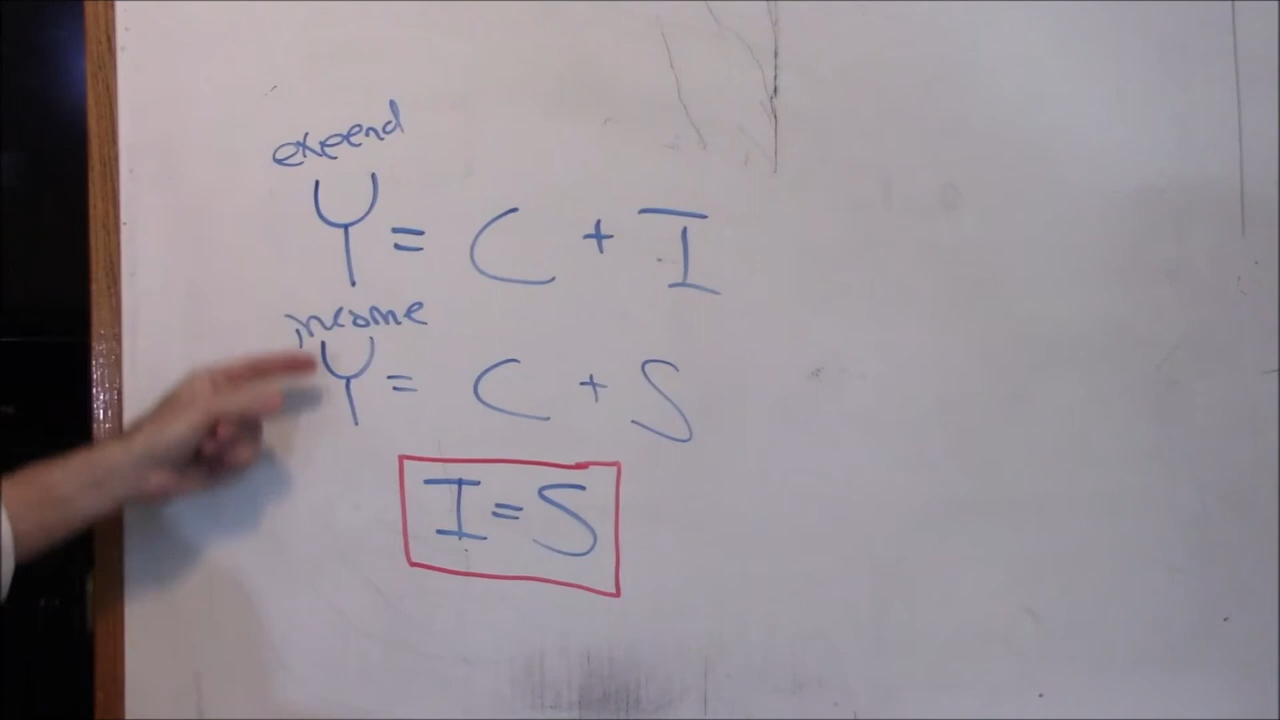 expend
Y = C + I
income
Y = C + S
I = S